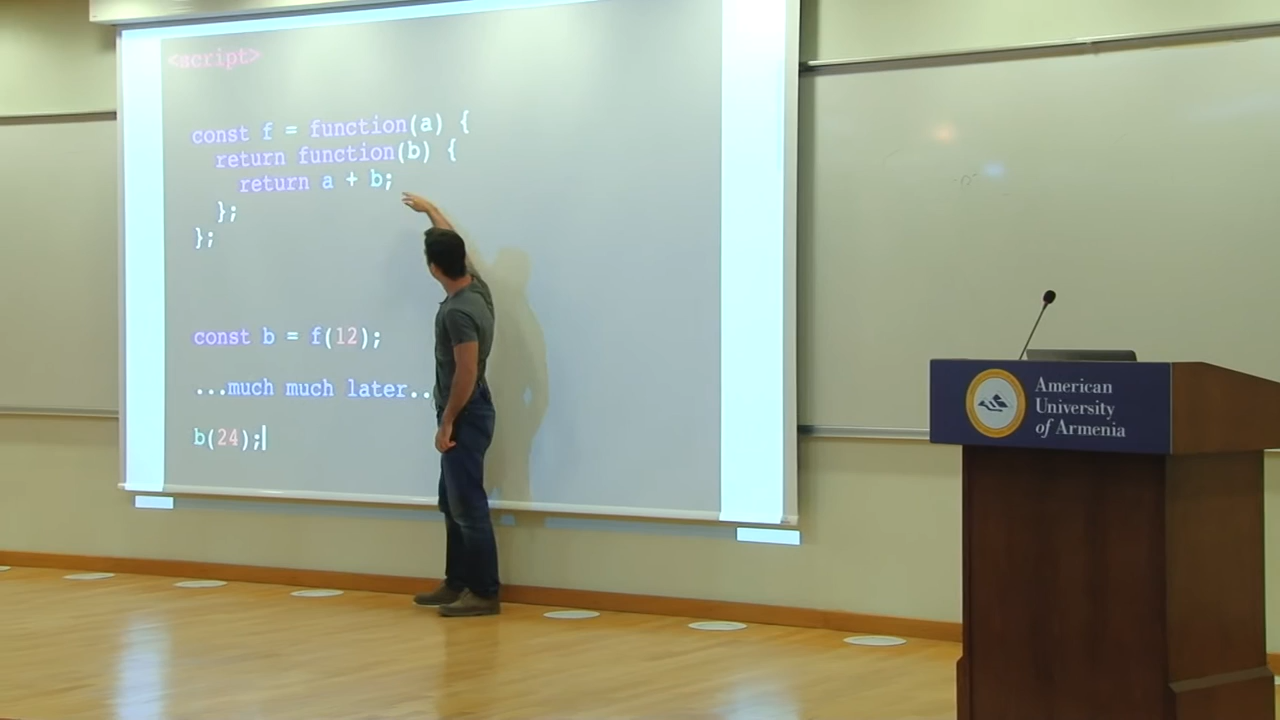 <script>
const f = function(a) {
return function(b) {
return a + b;
};
};
const b = f(12);
...much much later..
b(24);
American
University
of Armenia